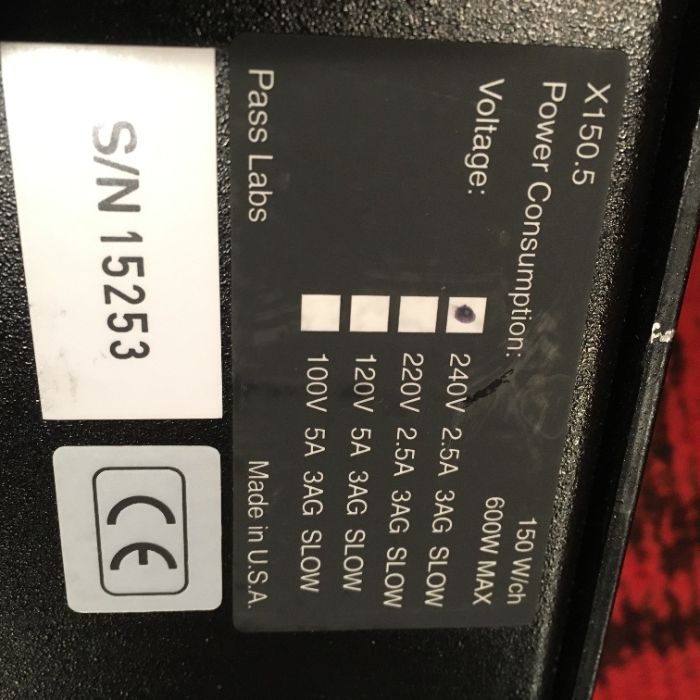 X150.5
150 W/ch
Power Consumption: 600W MAX
Voltage: 240V 2.5A 3AG SLOW
220V 2.5A 3AG SLOW
120V 5A 3AG SLOW
100V 5A 3AG SLOW
Pass Labs Made in U.S.A.
S/N 15253
CE